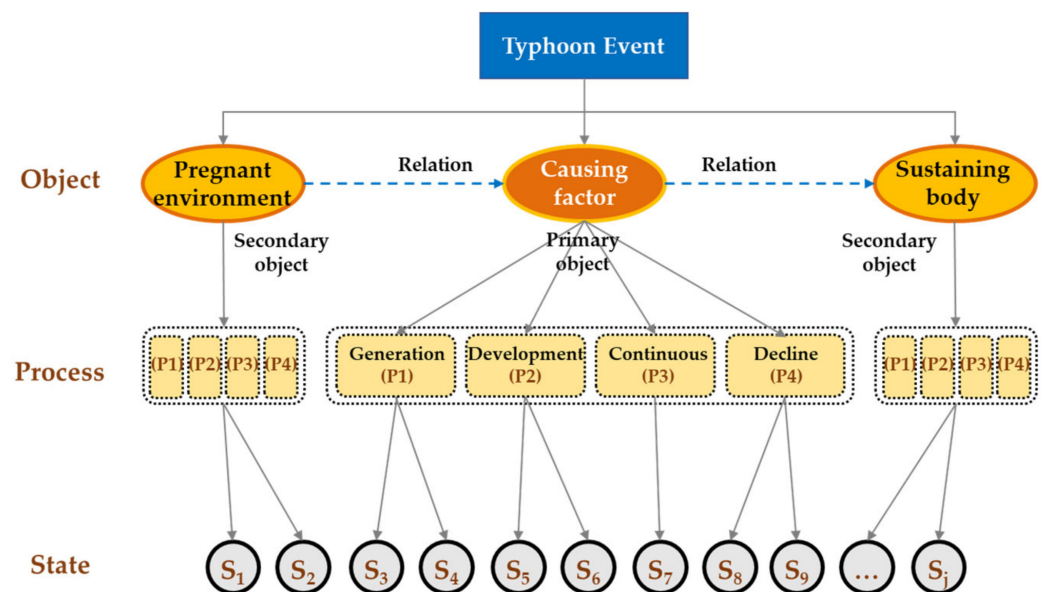 Typhoon Event
Object
Pregnant
environment
Relation
Causing
factor
Relation
Sustaining
body
Secondary
object
Primary
object
Secondary
object
Process
(P1) (P2) (P3) (P4)
Generation
(P1)
Development
(P2)
Continuous
(P3)
Decline
(P4)
(P1) (P2) (P3) (P4)
State
S1 S2 S3 S4 S5 S6 S7 S8 S9 ... Sj